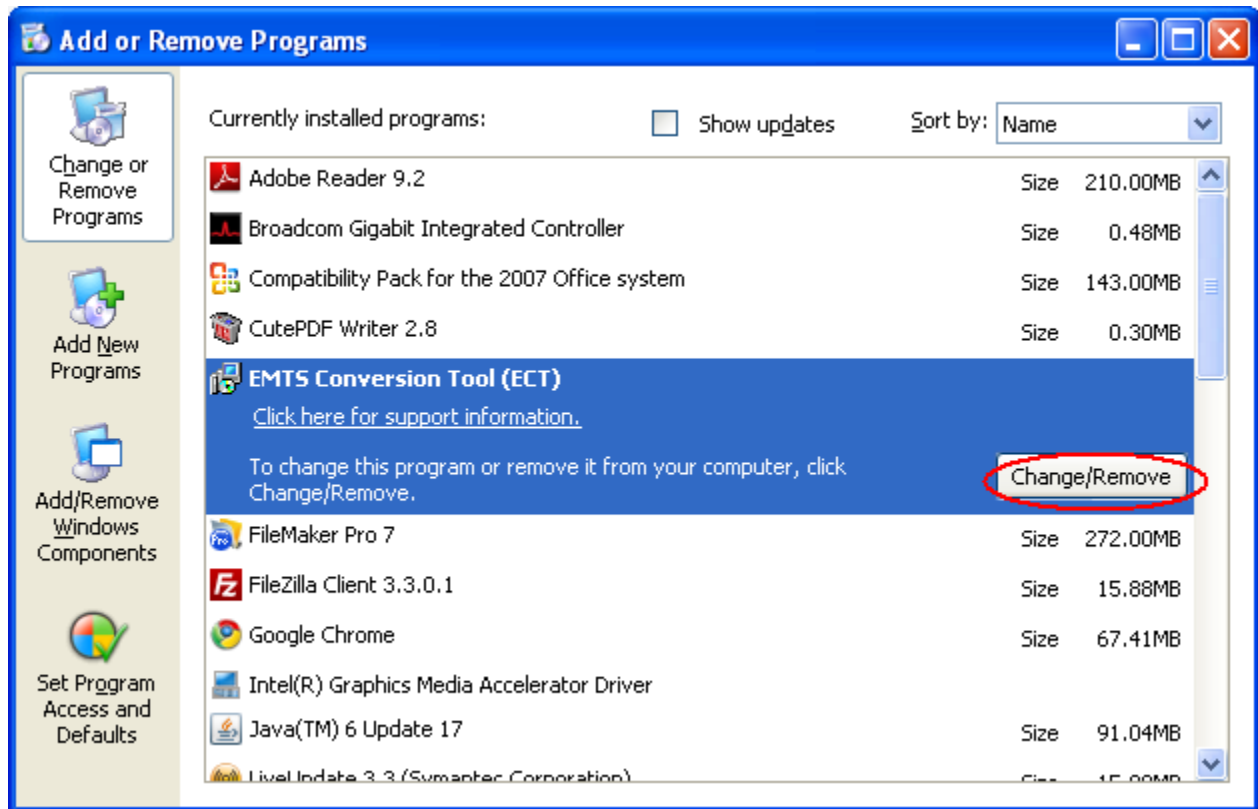 Add or Remove Programs
Change or
Remove
Programs
Add New
Programs
Add/Remove
Windows
Components
Set Program
Access and
Defaults
Currently installed programs:
Show updates
Sort by: Name
Adobe Reader 9.2 Size 210.00MB
Broadcom Gigabit Integrated Controller Size 0.48MB
Compatibility Pack for the 2007 Office system Size 143.00MB
CutePDF Writer 2.8 Size 0.30MB
EMTS Conversion Tool (ECT)
Click here for support information.
To change this program or remove it from your computer, click
Change/Remove.
Change/Remove
FileMaker Pro 7 Size 272.00MB
FileZilla Client 3.3.0.1 Size 15.88MB
Google Chrome Size 67.41MB
Intel(R) Graphics Media Accelerator Driver
Java(TM) 6 Update 17 Size 91.04MB
LiveUpdate 3.3 (Symantec Corporation) Size